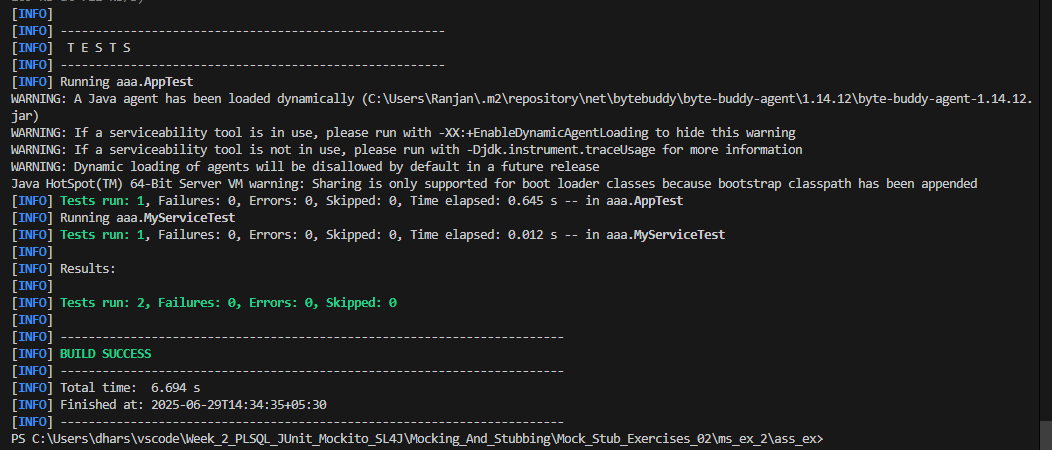 [INFO]
[INFO] -------------------------------------------------------
[INFO]  T E S T S
[INFO] -------------------------------------------------------
[INFO] Running aaa.AppTest
WARNING: A Java agent has been loaded dynamically (C:\Users\Ranjan\.m2\repository\net\bytebuddy\byte-buddy-agent\1.14.12\byte-buddy-agent-1.14.12.
jar)
WARNING: If a serviceability tool is in use, please run with -XX:+EnableDynamicAgentLoading to hide this warning
WARNING: If a serviceability tool is not in use, please run with -Djdk.instrument.traceUsage for more information
WARNING: Dynamic loading of agents will be disallowed by default in a future release
Java HotSpot(TM) 64-Bit Server VM warning: Sharing is only supported for boot loader classes because bootstrap classpath has been appended
[INFO] Tests run: 1, Failures: 0, Errors: 0, Skipped: 0, Time elapsed: 0.645 s -- in aaa.AppTest
[INFO] Running aaa.MyServiceTest
[INFO] Tests run: 1, Failures: 0, Errors: 0, Skipped: 0, Time elapsed: 0.012 s -- in aaa.MyServiceTest
[INFO]
[INFO] Results:
[INFO]
[INFO] Tests run: 2, Failures: 0, Errors: 0, Skipped: 0
[INFO]
[INFO] ------------------------------------------------------------------------
[INFO] BUILD SUCCESS
[INFO] ------------------------------------------------------------------------
[INFO] Total time:  6.694 s
[INFO] Finished at: 2025-06-29T14:34:35+05:30
[INFO] ------------------------------------------------------------------------
PS C:\Users\dhars\vscode\Week_2_PLSQL_JUnit_Mockito_SL4J\Mocking_And_Stubbing\Mock_Stub_Exercises_02\ms_ex_2\ass_ex>